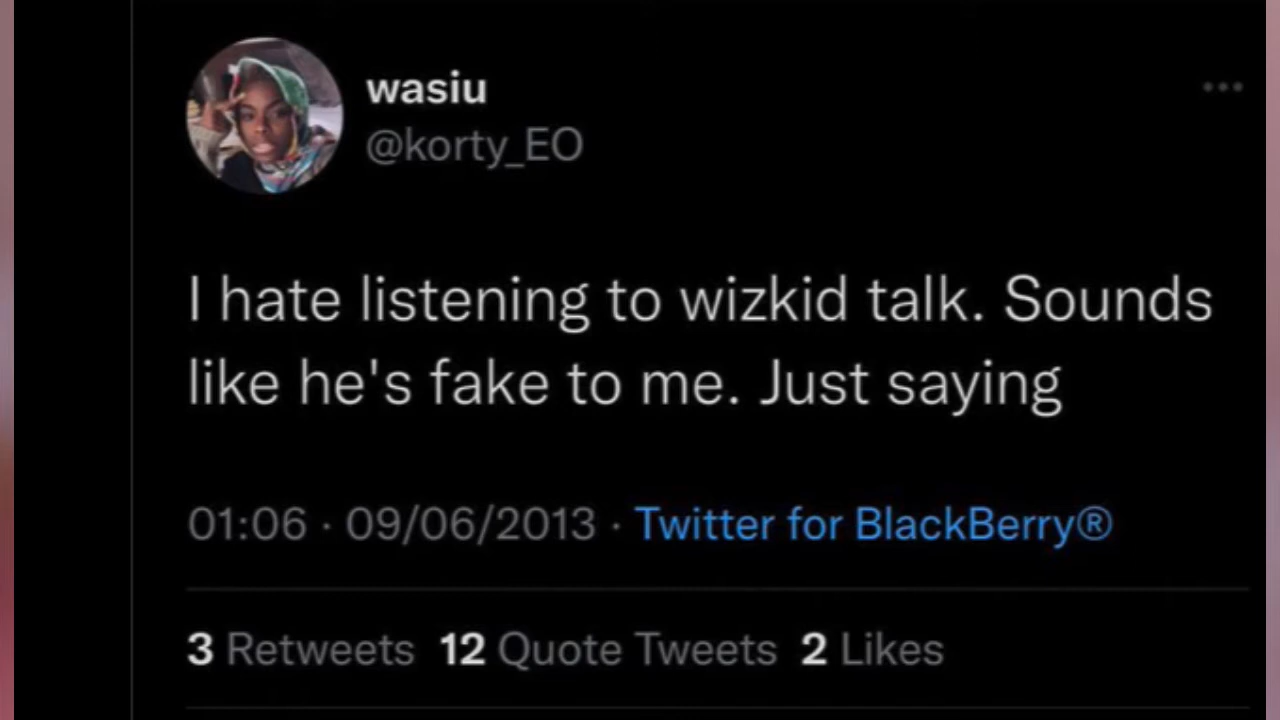 wasiu
@korty_EO
I hate listening to wizkid talk. Sounds
like he's fake to me. Just saying
01:06 · 09/06/2013 · Twitter for BlackBerry®
3 Retweets 12 Quote Tweets 2 Likes